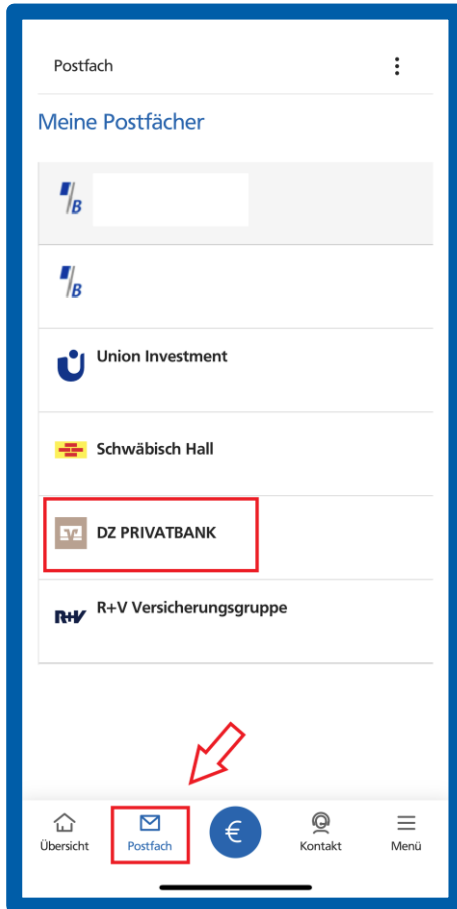 Postfach
Meine Postfächer
B
B
Union Investment
Schwäbisch Hall
DZ PRIVATBANK
R+V
R+V Versicherungsgruppe
€
Übersicht
Postfach
Kontakt
Menü